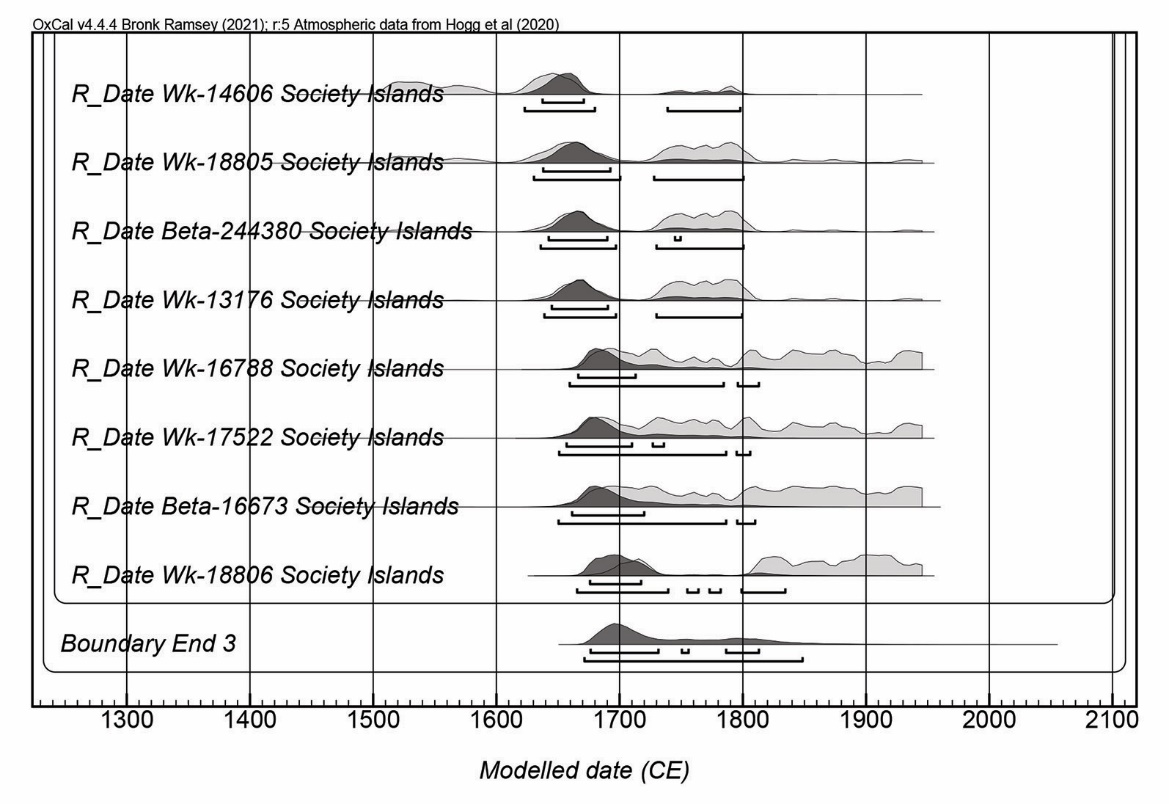 OxCal v4.4.4 Bronk Ramsey (2021); r:5 Atmospheric data from Hogg et al (2020)
R_Date Wk-14606 Society Islands
R_Date Wk-18805 Society Islands
R_Date Beta-244380 Society Islands
R_Date Wk-13176 Society Islands
R_Date Wk-16788 Society Islands
R_Date Wk-17522 Society Islands
R_Date Beta-16673 Society Islands
R_Date Wk-18806 Society Islands
Boundary End 3
1300 1400 1500 1600 1700 1800 1900 2000 2100
Modelled date (CE)